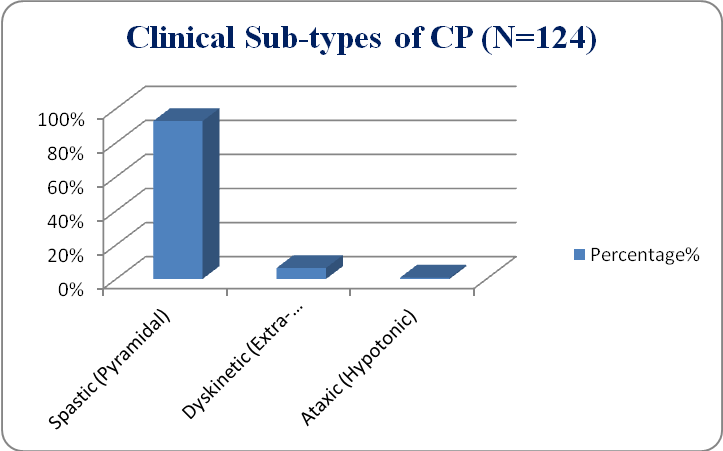 Clinical Sub-types of CP (N=124)
100%
80%
60%
40%
20%
0%
Spastic (Pyramidal)
Dyskinetic (Extra-...
Ataxic (Hypotonic)
Percentage%